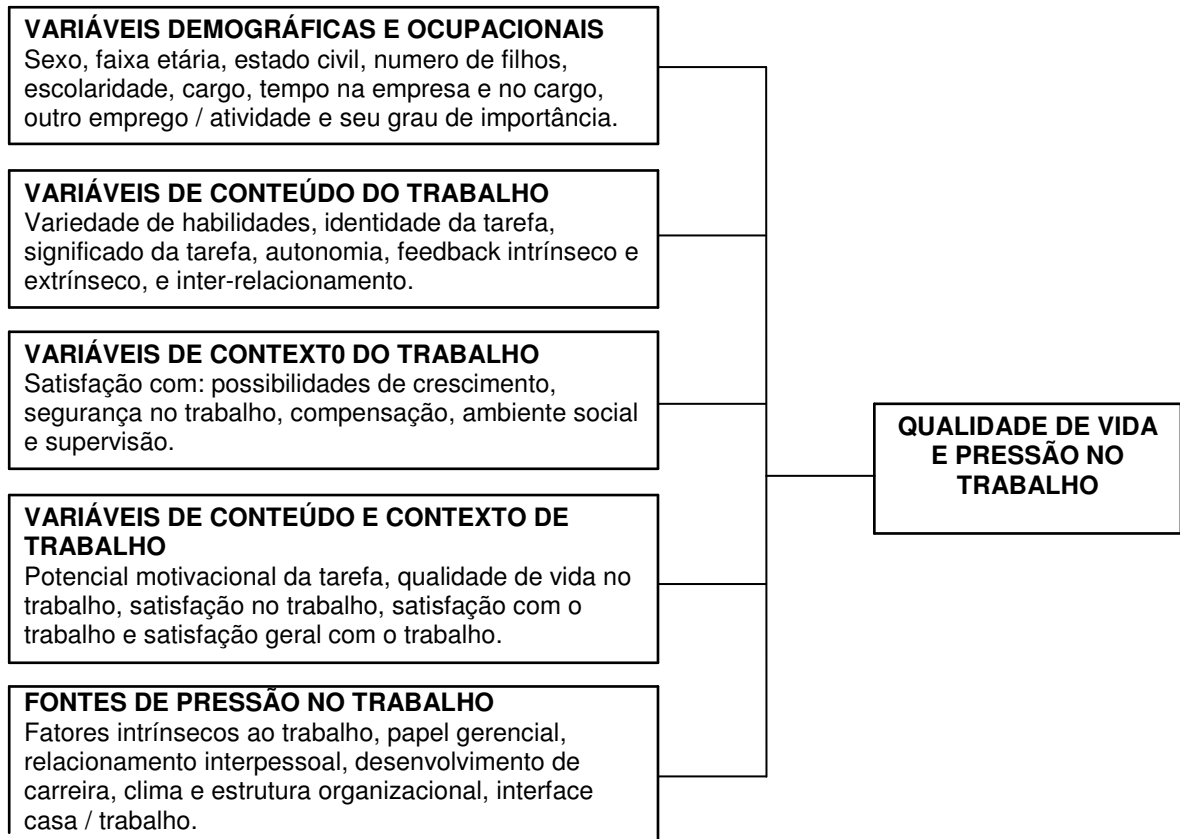 VARIÁVEIS DEMOGRÁFICAS E OCUPACIONAIS
Sexo, faixa etária, estado civil, numero de filhos,
escolaridade, cargo, tempo na empresa e no cargo,
outro emprego / atividade e seu grau de importância.
VARIÁVEIS DE CONTEÚDO DO TRABALHO
Variedade de habilidades, identidade da tarefa,
significado da tarefa, autonomia, feedback intrínseco e
extrínseco, e inter-relacionamento.
VARIÁVEIS DE CONTEXT0 DO TRABALHO
Satisfação com: possibilidades de crescimento,
segurança no trabalho, compensação, ambiente social
e supervisão.
VARIÁVEIS DE CONTEÚDO E CONTEXTO DE
TRABALHO
Potencial motivacional da tarefa, qualidade de vida no
trabalho, satisfação no trabalho, satisfação com o
trabalho e satisfação geral com o trabalho.
FONTES DE PRESSÃO NO TRABALHO
Fatores intrínsecos ao trabalho, papel gerencial,
relacionamento interpessoal, desenvolvimento de
carreira, clima e estrutura organizacional, interface
casa / trabalho.
QUALIDADE DE VIDA
E PRESSÃO NO
TRABALHO